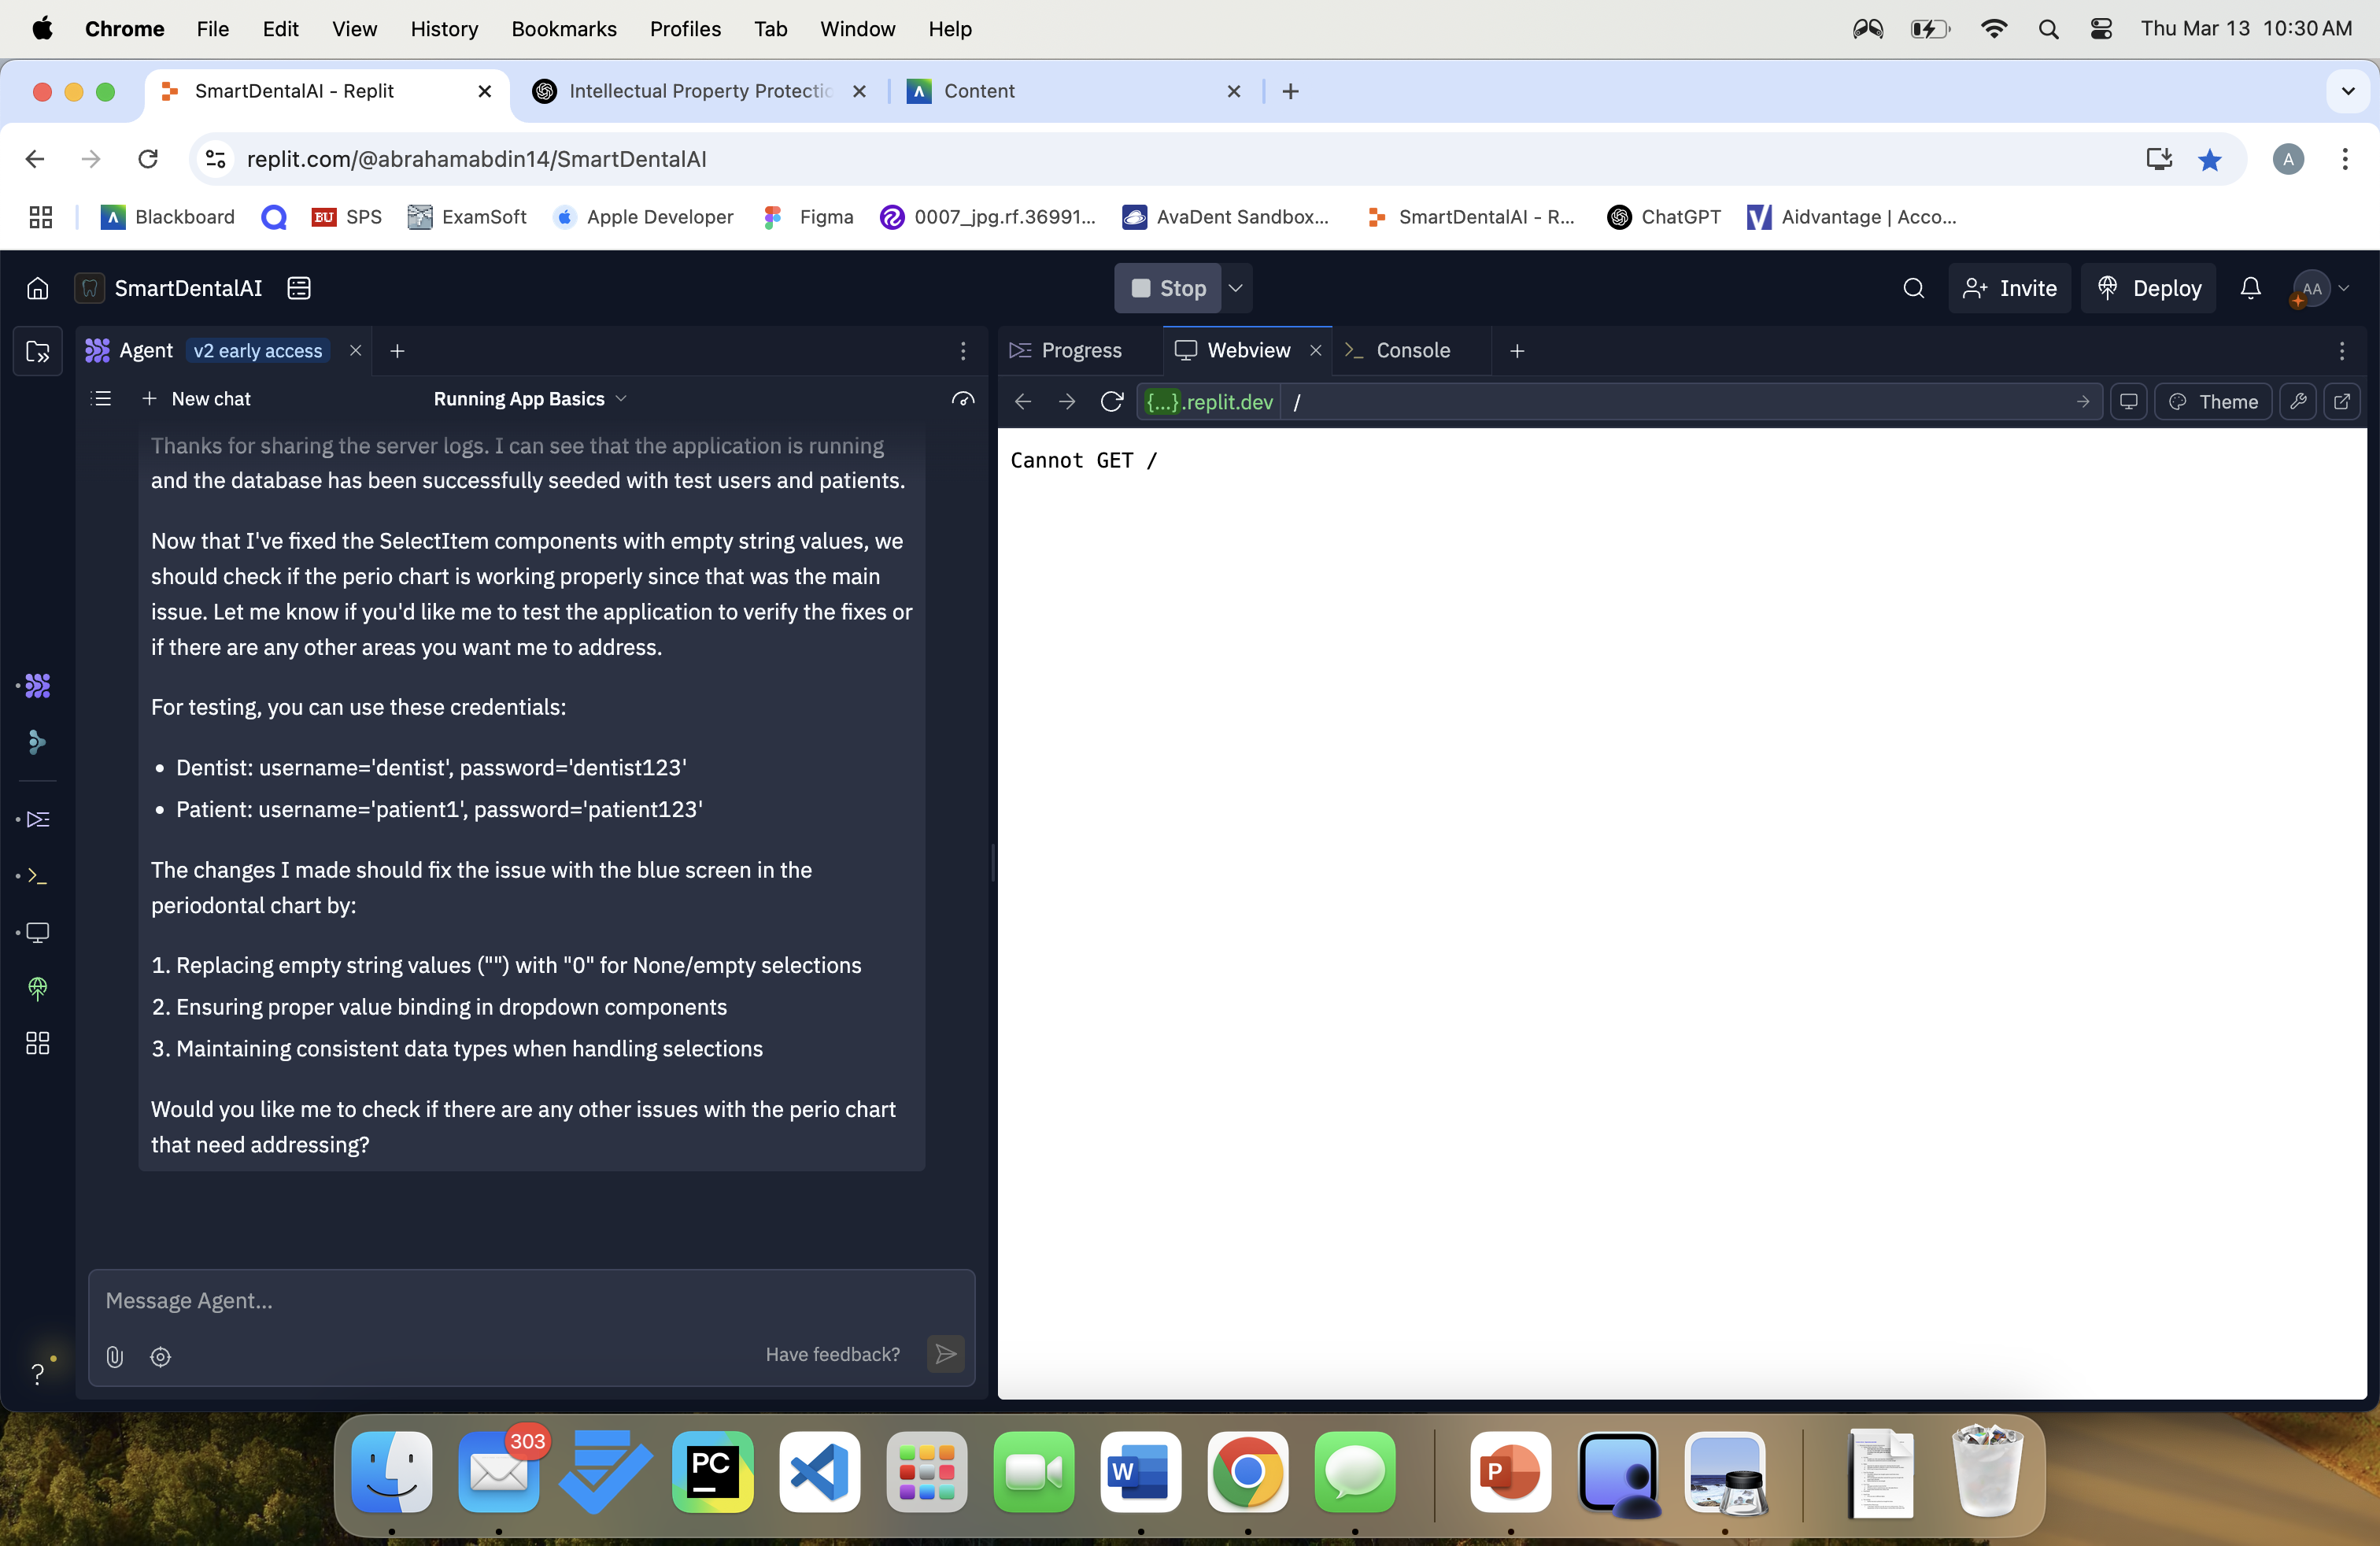 Chrome File Edit View History Bookmarks Profiles Tab Window Help Thu Mar 13 10:30 AM
SmartDentalAI - Replit Intellectual Property Protectic Content
replit.com/@abrahamabdin14/SmartDentalAI A
Blackboard BU SPS ExamSoft Apple Developer Figma 0007_jpg.rf.36991... AvaDent Sandbox... SmartDentalAI - R... ChatGPT Aidvantage | Acco...
SmartDentalAI Stop Invite Deploy AA
Agent v2 early access
New chat Running App Basics
Thanks for sharing the server logs. I can see that the application is running
and the database has been successfully seeded with test users and patients.
Now that I've fixed the SelectItem components with empty string values, we
should check if the perio chart is working properly since that was the main
issue. Let me know if you'd like me to test the application to verify the fixes or
if there are any other areas you want me to address.
For testing, you can use these credentials:
• Dentist: username='dentist', password='dentist123'
• Patient: username='patient1', password='patient123'
The changes I made should fix the issue with the blue screen in the
periodontal chart by:
1. Replacing empty string values ("") with "0" for None/empty selections
2. Ensuring proper value binding in dropdown components
3. Maintaining consistent data types when handling selections
Would you like me to check if there are any other issues with the perio chart
that need addressing?
Message Agent...
Have feedback?
?
Progress Webview Console
{...}.replit.dev / Theme
Cannot GET /
303
PC
W
P